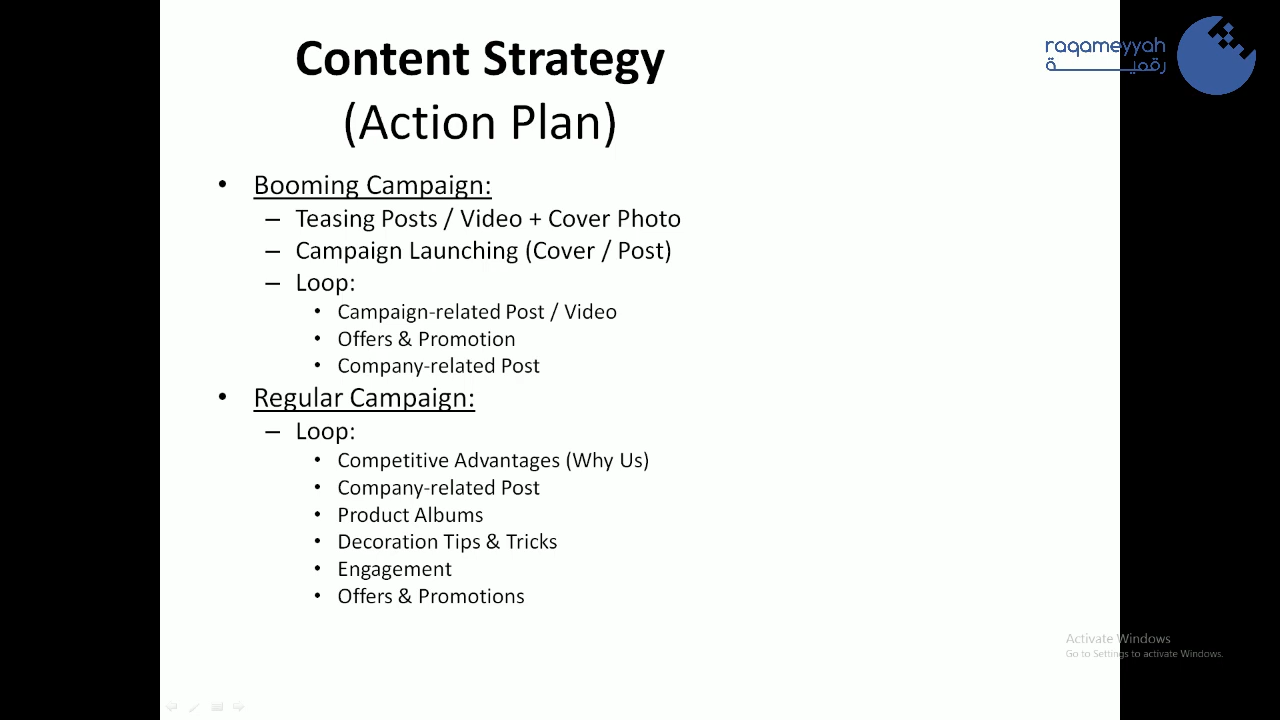 Content Strategy
(Action Plan)
raqameyyah
رقمية
• Booming Campaign:
– Teasing Posts / Video + Cover Photo
– Campaign Launching (Cover / Post)
– Loop:
• Campaign-related Post / Video
• Offers & Promotion
• Company-related Post
• Regular Campaign:
– Loop:
• Competitive Advantages (Why Us)
• Company-related Post
• Product Albums
• Decoration Tips & Tricks
• Engagement
• Offers & Promotions
Activate Windows
Go to Settings to activate Windows.